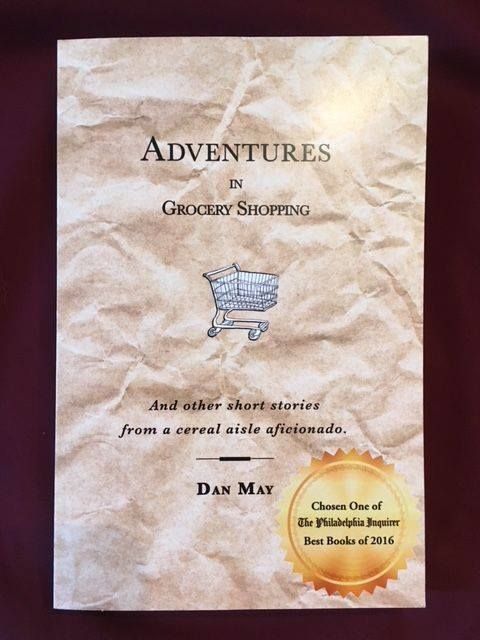 ADVENTURES
IN
GROCERY SHOPPING
And other short stories
from a cereal aisle aficionado.
DAN MAY
Chosen One of
The Philadelphia Inquirer
Best Books of 2016